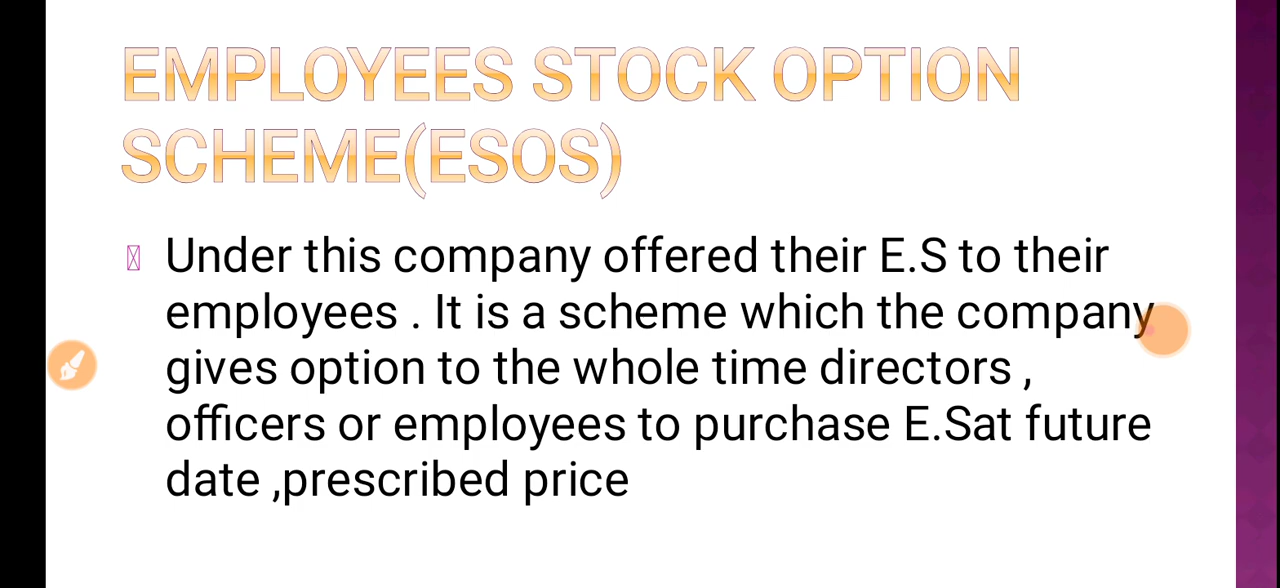 EMPLOYEES STOCK OPTION
SCHEME(ESOS)
Under this company offered their E.S to their
employees . It is a scheme which the company
gives option to the whole time directors ,
officers or employees to purchase E.Sat future
date ,prescribed price